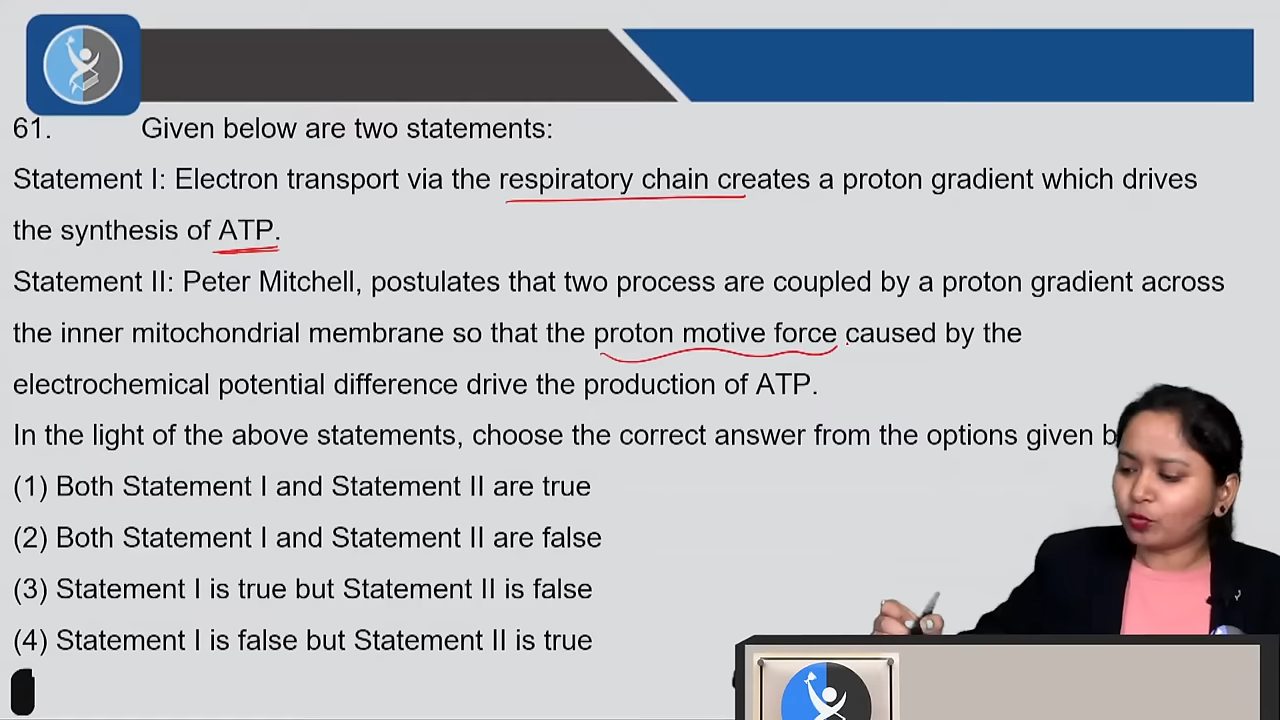 61. Given below are two statements:
Statement I: Electron transport via the respiratory chain creates a proton gradient which drives
the synthesis of ATP.
Statement II: Peter Mitchell, postulates that two process are coupled by a proton gradient across
the inner mitochondrial membrane so that the proton motive force caused by the
electrochemical potential difference drive the production of ATP.
In the light of the above statements, choose the correct answer from the options given
(1) Both Statement I and Statement II are true
(2) Both Statement I and Statement II are false
(3) Statement I is true but Statement II is false
(4) Statement I is false but Statement II is true